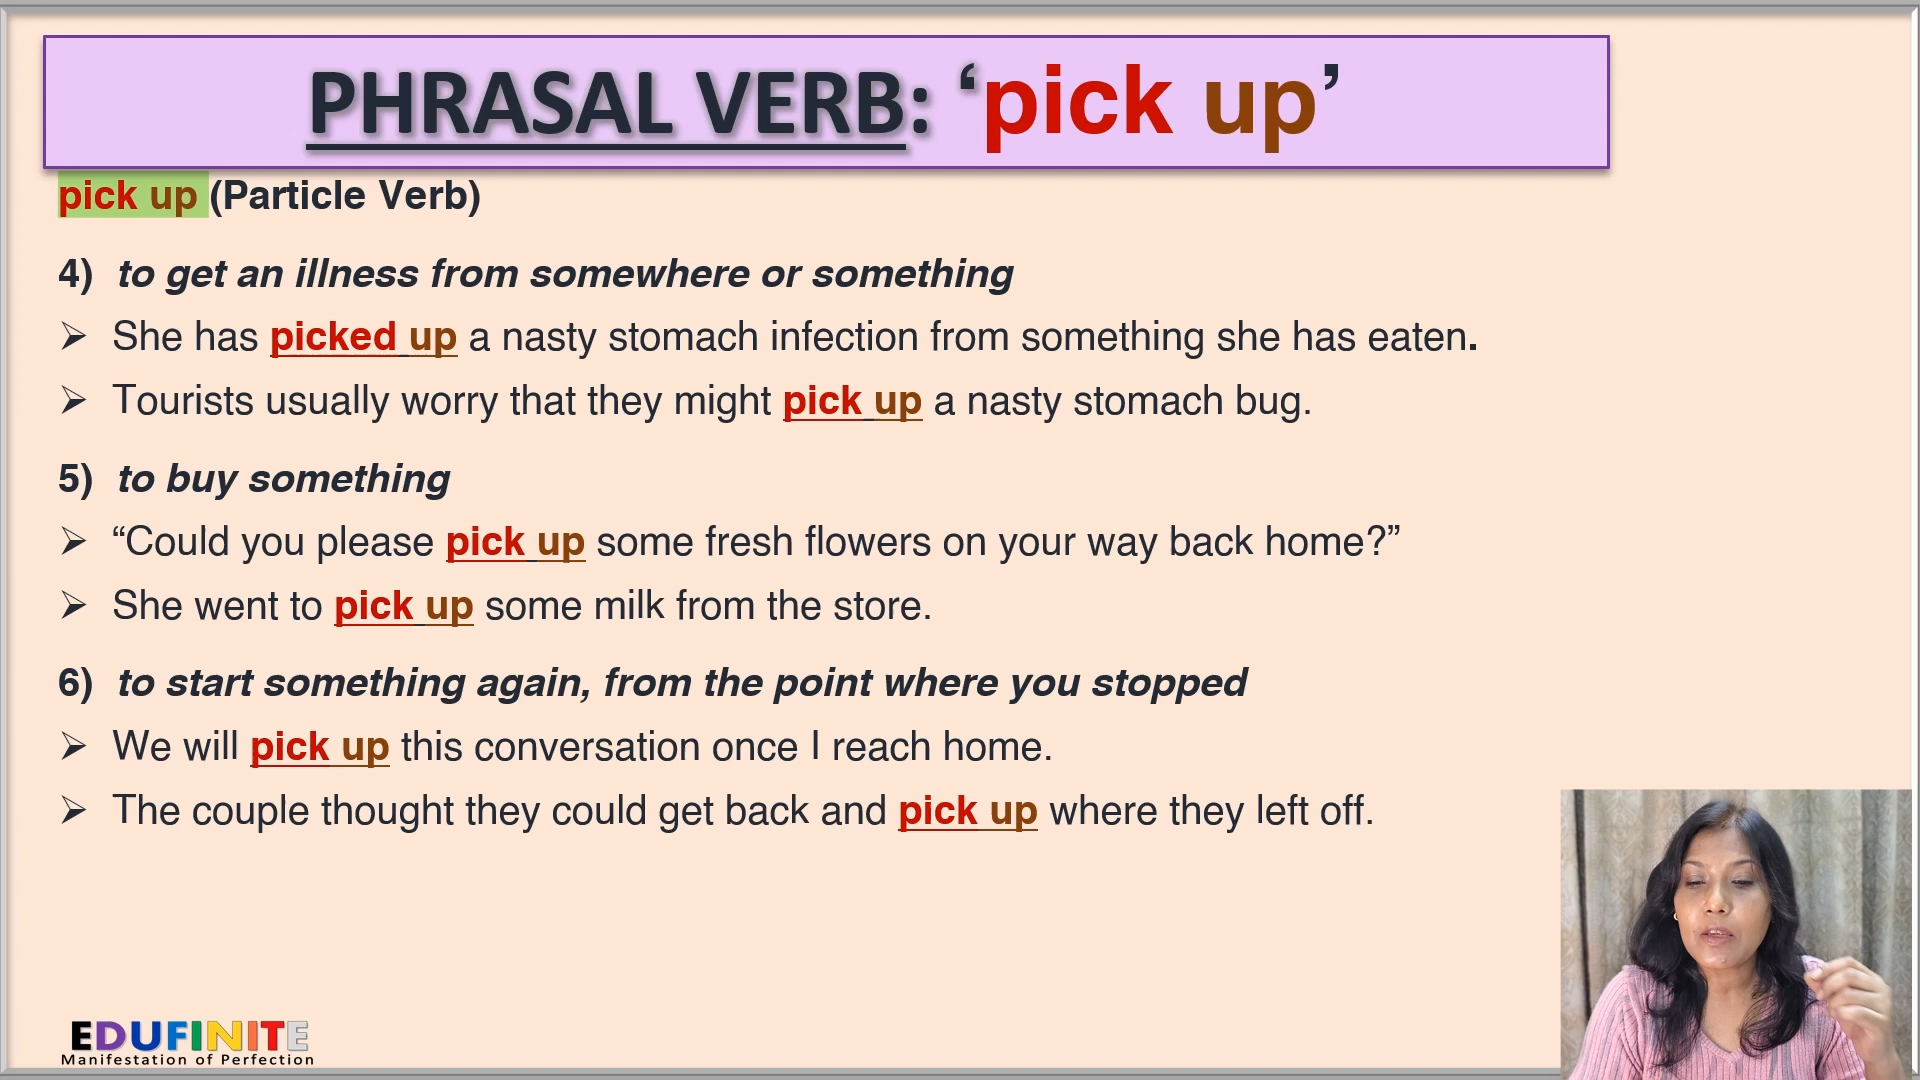 PHRASAL VERB: ‘pick up’
pick up (Particle Verb)
4) to get an illness from somewhere or something
➢ She has picked up a nasty stomach infection from something she has eaten.
➢ Tourists usually worry that they might pick up a nasty stomach bug.
5) to buy something
➢ “Could you please pick up some fresh flowers on your way back home?”
➢ She went to pick up some milk from the store.
6) to start something again, from the point where you stopped
➢ We will pick up this conversation once I reach home.
➢ The couple thought they could get back and pick up where they left off.
EDUFINITE
Manifestation of Perfection